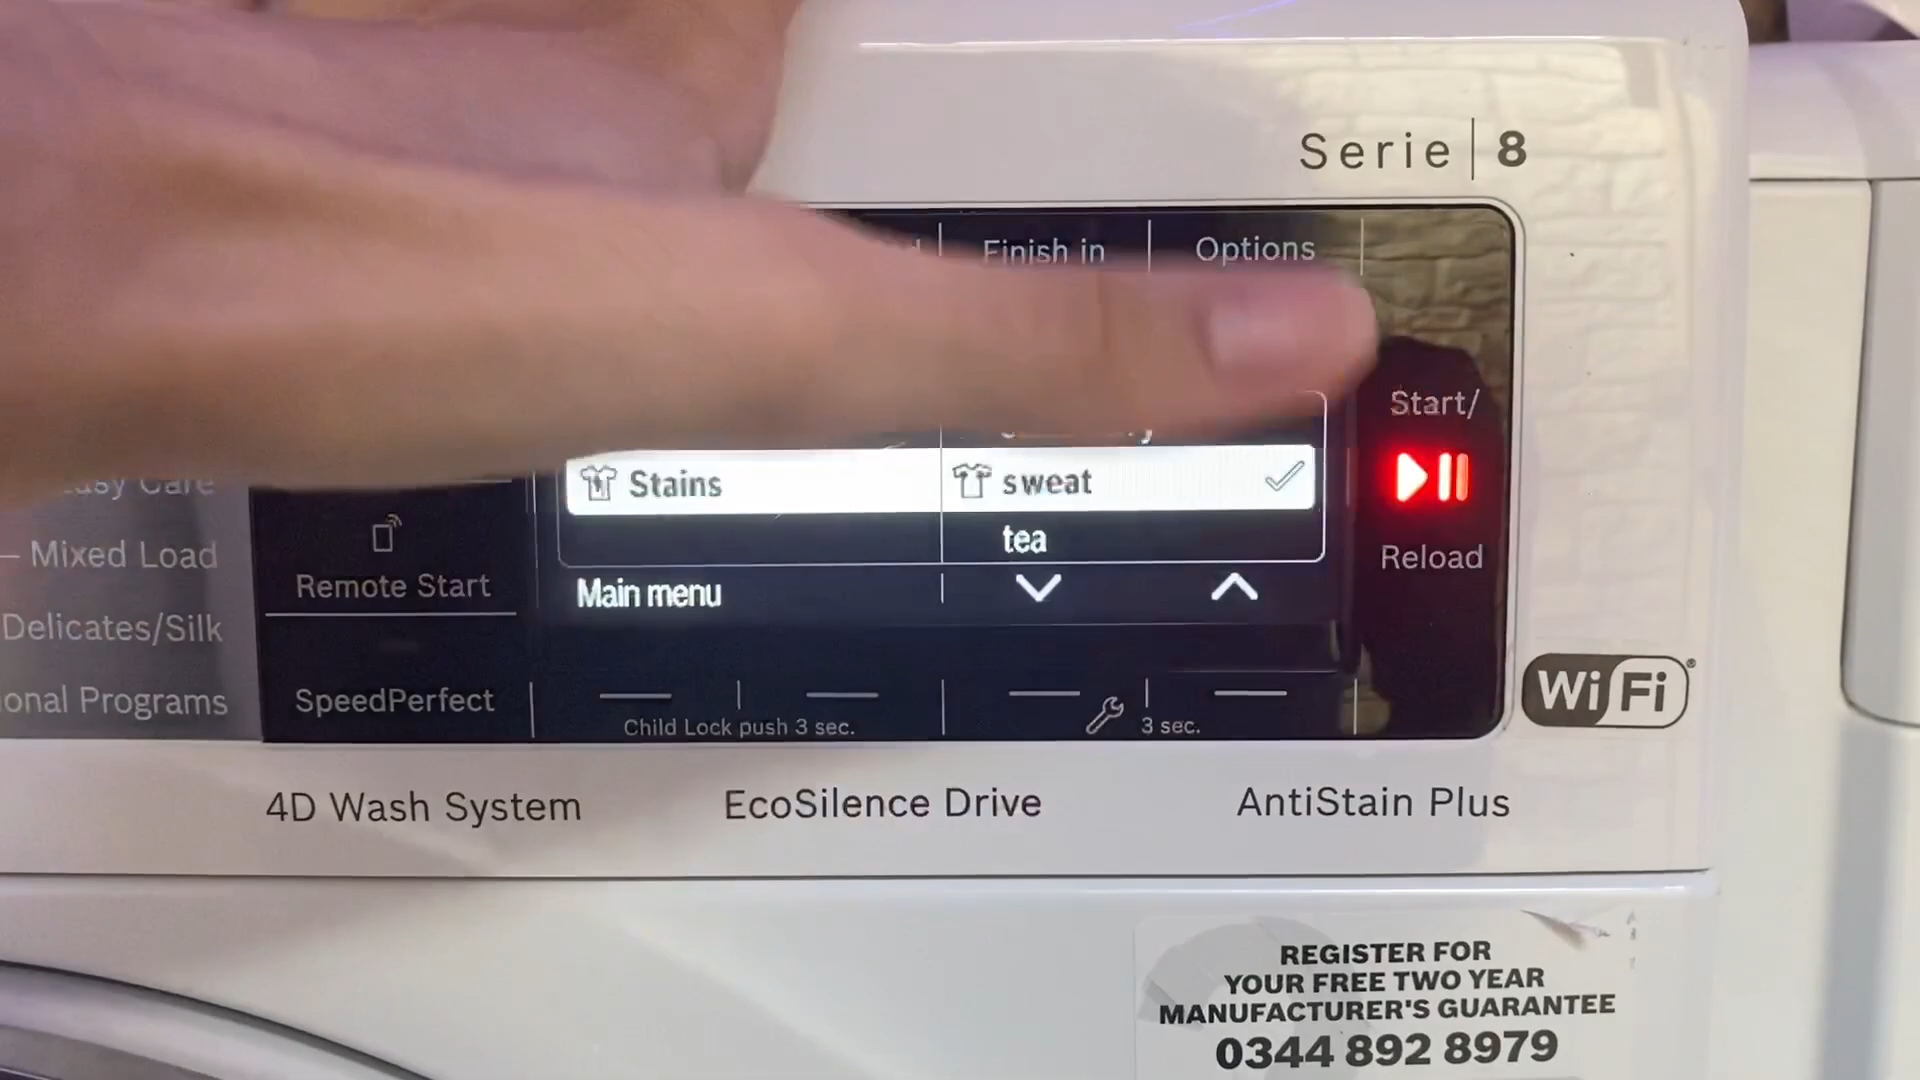 Serie | 8
Finish in
Options
Start/
Easy Care
Stains
sweat
tea
Mixed Load
Remote Start
Main menu
Reload
Delicates/Silk
SpeedPerfect
Programs
Child Lock push 3 sec.
3 sec.
WiFi
4D Wash System
EcoSilence Drive
AntiStain Plus
REGISTER FOR
YOUR FREE TWO YEAR
MANUFACTURER'S GUARANTEE
0344 892 8979